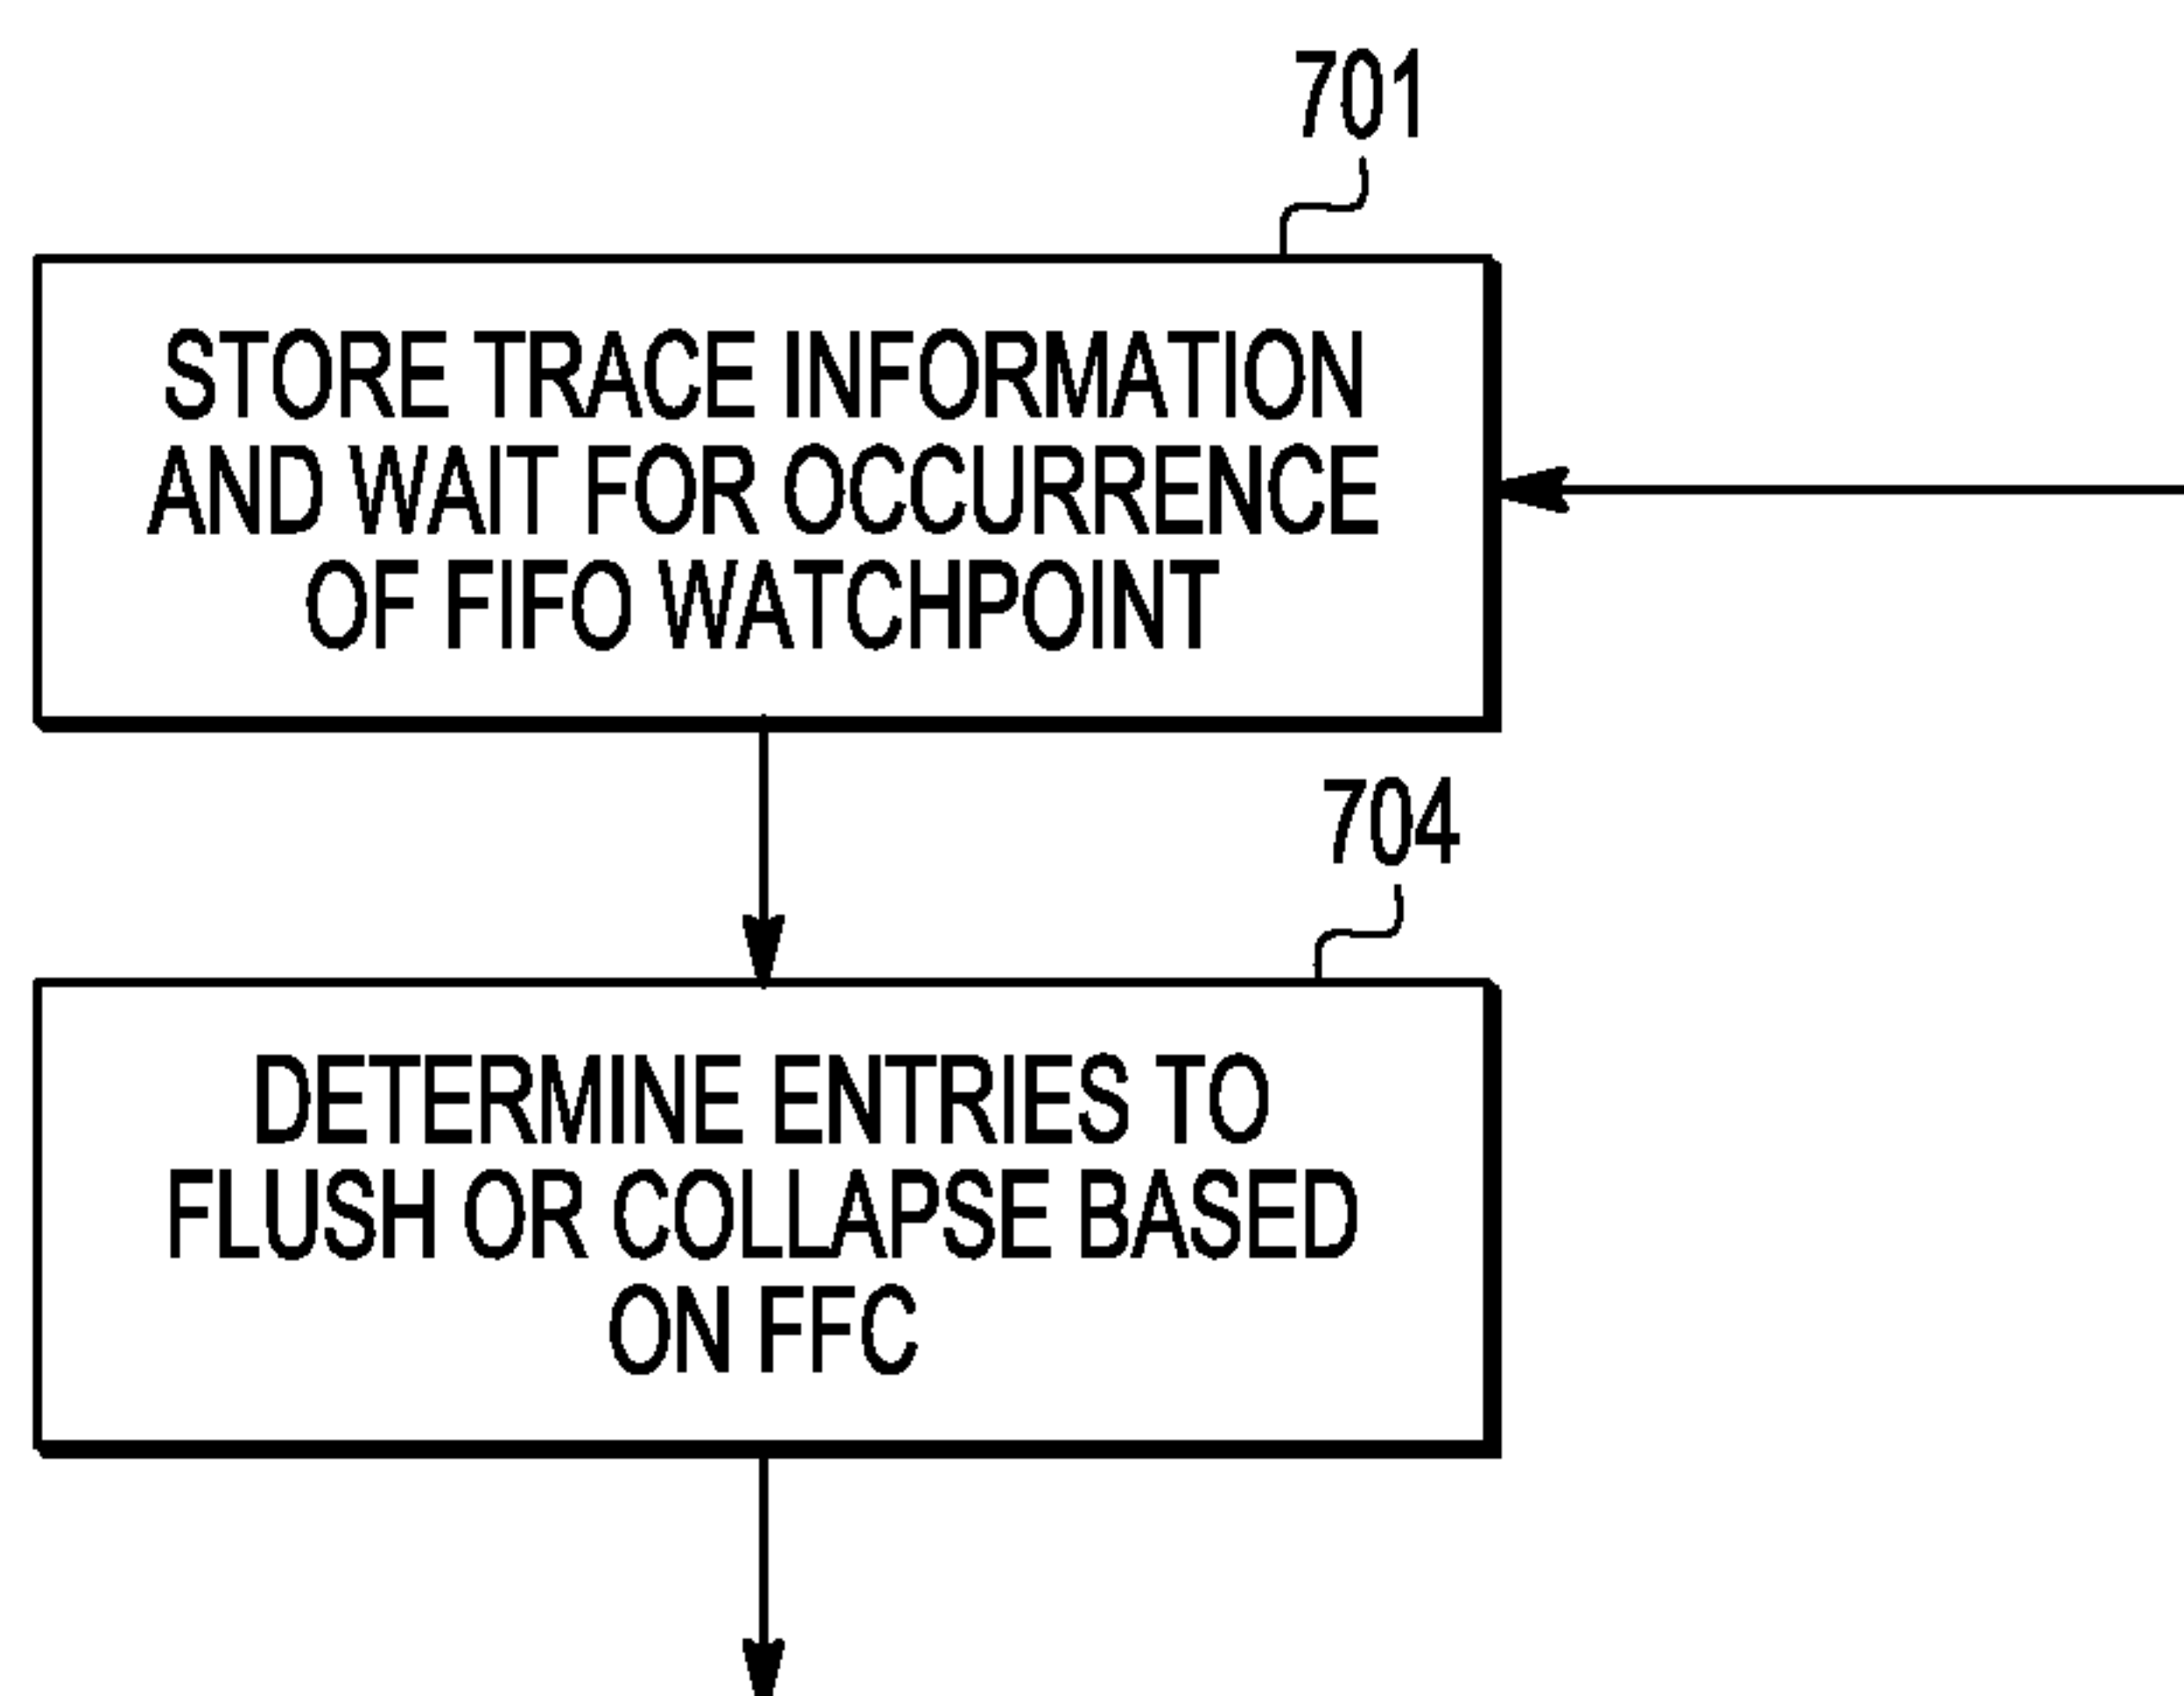 701
STORE TRACE INFORMATION
AND WAIT FOR OCCURRENCE
OF FIFO WATCHPOINT
704
DETERMINE ENTRIES TO
FLUSH OR COLLAPSE BASED
ON FFC